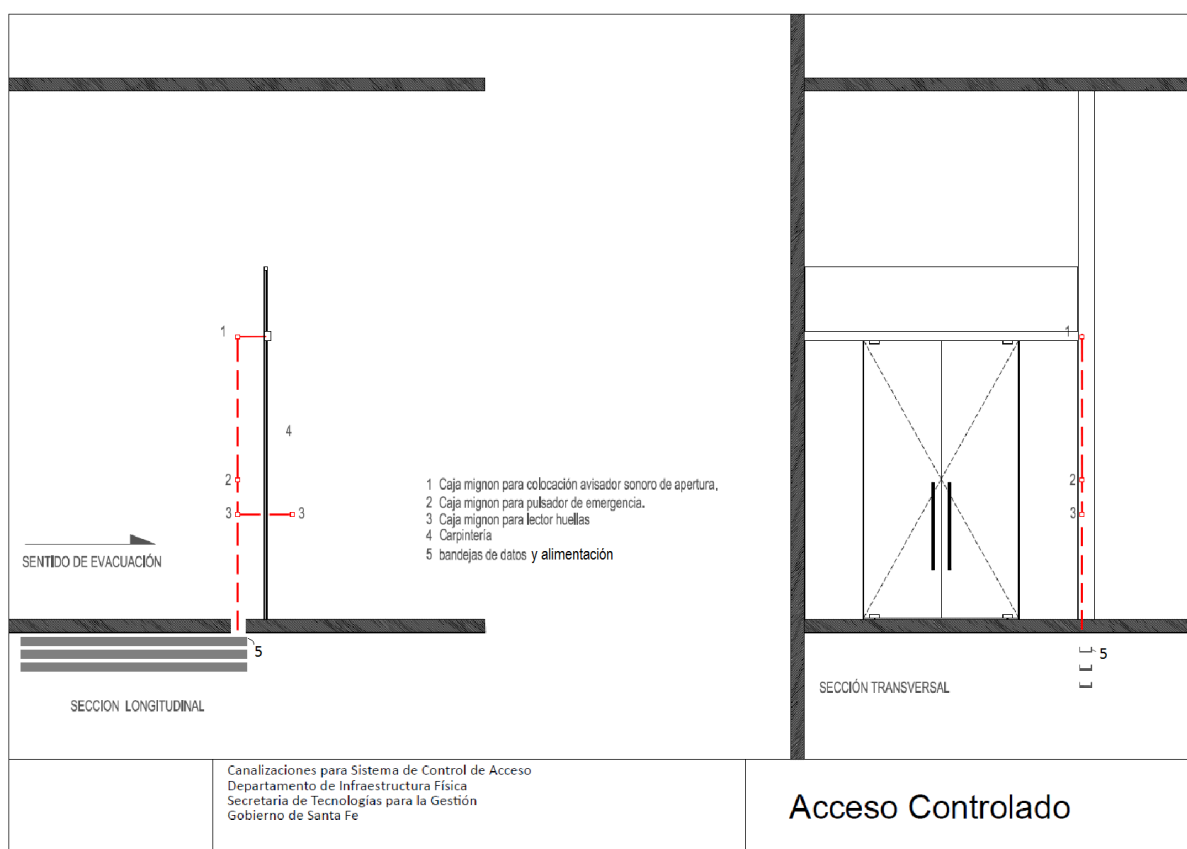 1
2
3
3
4
5
SENTIDO DE EVACUACIÓN
SECCION LONGITUDINAL
1 Caja mignon para colocación avisador sonoro de apertura,
2 Caja mignon para pulsador de emergencia.
3 Caja mignon para lector huellas
4 Carpintería
5 bandejas de datos y alimentación
1
2
3
5
SECCIÓN TRANSVERSAL
Canalizaciones para Sistema de Control de Acceso
Departamento de Infraestructura Física
Secretaria de Tecnologías para la Gestión
Gobierno de Santa Fe
Acceso Controlado